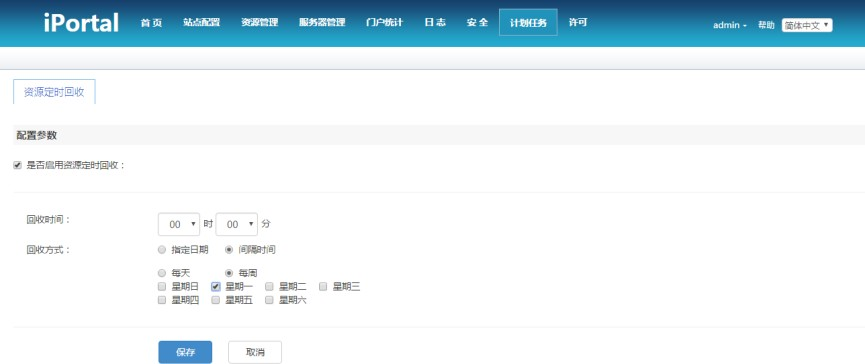 iPortal 首 页 站点配置 资源管理 服务器管理 门户统计 日 志 安 全 计划任务 许可 admin 帮助 简体中文
资源定时回收
配置参数
是否启用资源定时回收：
回收时间： 00 时 00 分
回收方式： 指定日期 间隔时间
每天 每周
星期日 星期一 星期二 星期三
星期四 星期五 星期六
保存 取消